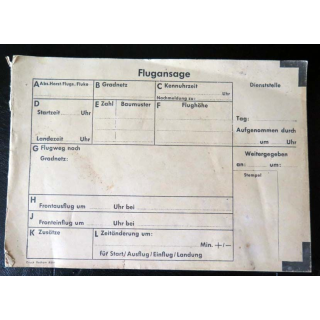 Flugansage
A Abs.Horst Flugz. Fluko
B Gradnetz
C Kennuhrzeit
Uhr
Nachmeldung zu:
Dienststelle
D
Startzeit Uhr
Landezeit Uhr
E Zahl Baumuster
F Flughöhe
Tag:
Aufgenommen durch
um Uhr
G Flugweg nach
Gradnetz:
Weitergegeben
an: um:
Stempel
H
Frontausflug um Uhr bei
J
Fronteinflug um Uhr bei
K Zusätze
L Zeitänderung um:
Min. +/—
für Start/Ausflug/Einflug/Landung